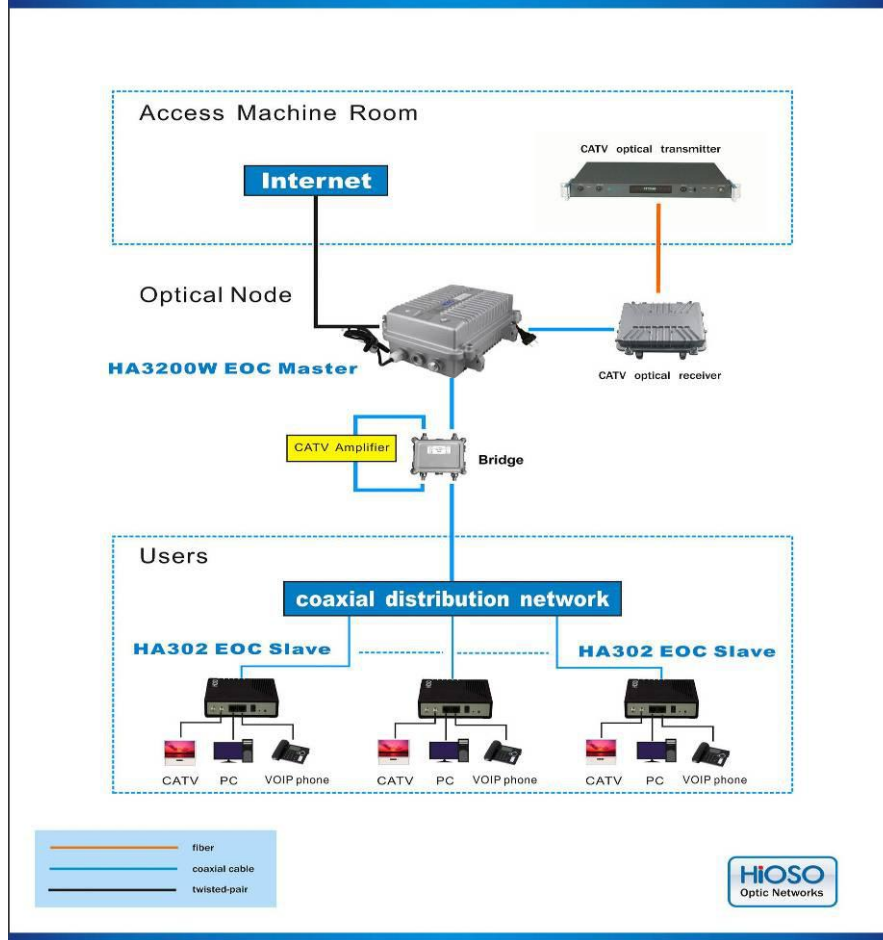 Access Machine Room
CATV optical transmitter
Internet
Optical Node
HA3200W EOC Master
CATV optical receiver
CATV Amplifier
Bridge
Users
coaxial distribution network
HA302 EOC Slave
HA302 EOC Slave
CATV PC VOIP phone
CATV PC VOIP phone
CATV PC VOIP phone
fiber
coaxial cable
twisted-pair
HiOSO
Optic Networks